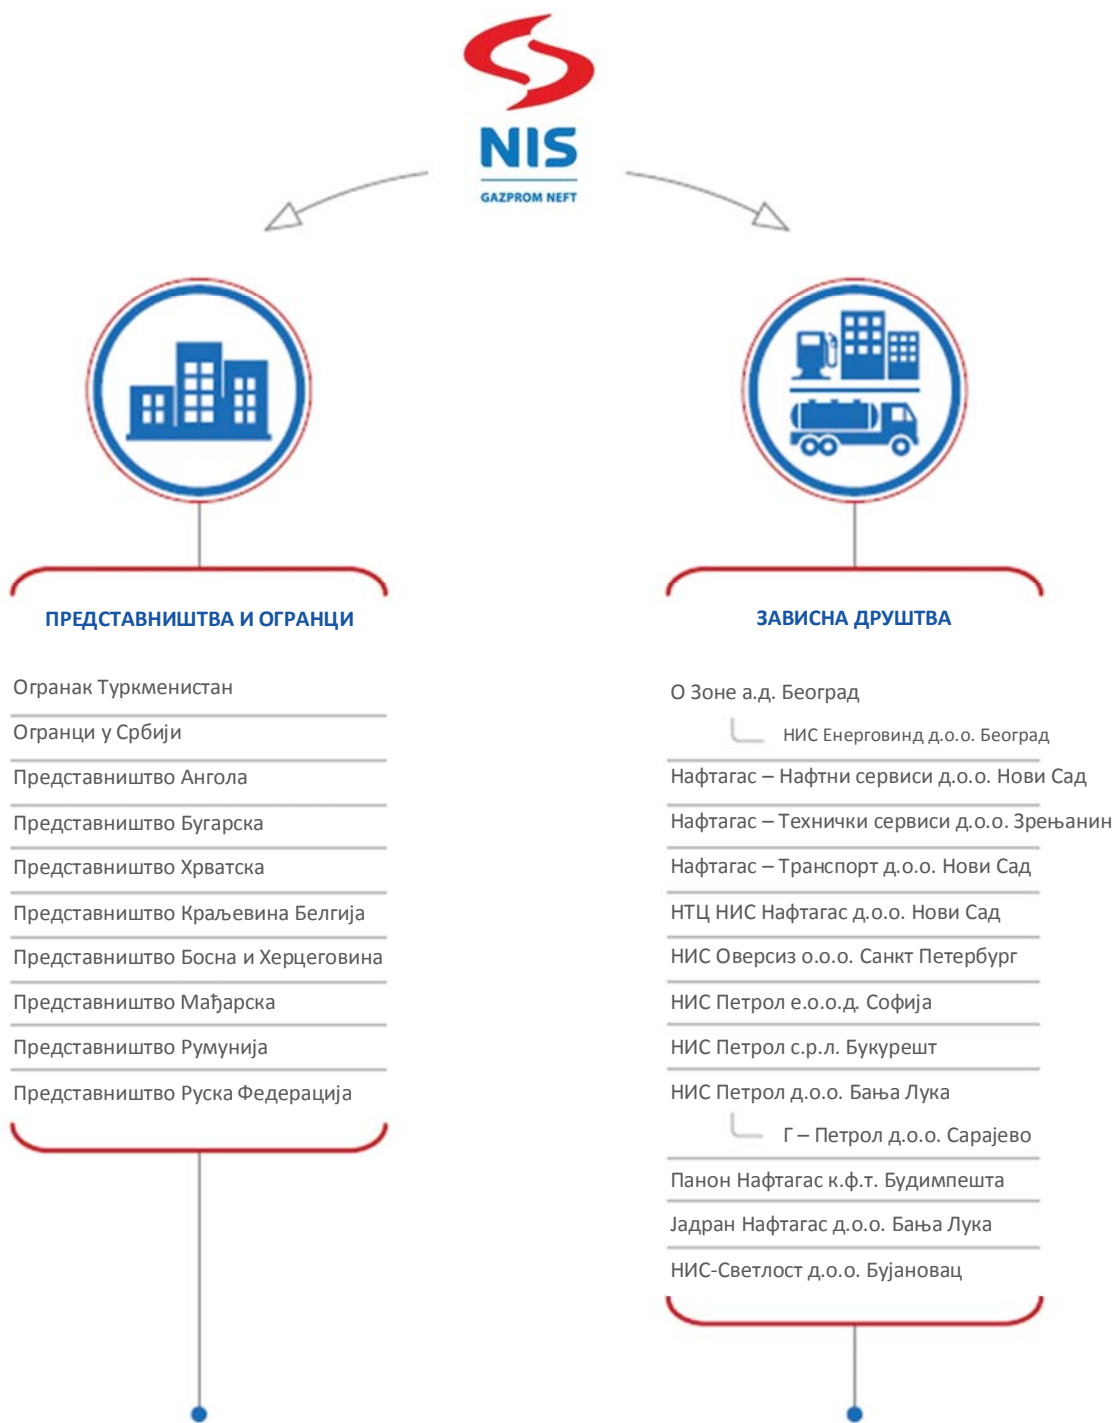 NIS
GAZPROM NEFT
ПРЕДСТАВНИШТВА И ОГРАНЦИ
Огранак Туркменистан
Огранци у Србији
Представништво Ангола
Представништво Бугарска
Представништво Хрватска
Представништво Краљевина Белгија
Представништво Босна и Херцеговина
Представништво Мађарска
Представништво Румунија
Представништво Руска Федерација
ЗАВИСНА ДРУШТВА
О Зоне а.д. Београд
НИС Енерговинд д.о.о. Београд
Нафтагас – Нафтни сервиси д.о.о. Нови Сад
Нафтагас – Технички сервиси д.о.о. Зрењанин
Нафтагас – Транспорт д.о.о. Нови Сад
НТЦ НИС Нафтагас д.о.о. Нови Сад
НИС Оверсиз о.о.о. Санкт Петербург
НИС Петрол е.о.о.д. Софија
НИС Петрол с.р.л. Букурешт
НИС Петрол д.о.о. Бања Лука
Г – Петрол д.о.о. Сарајево
Панон Нафтагас к.ф.т. Будимпешта
Јадран Нафтагас д.о.о. Бања Лука
НИС-Светлост д.о.о. Бујановац